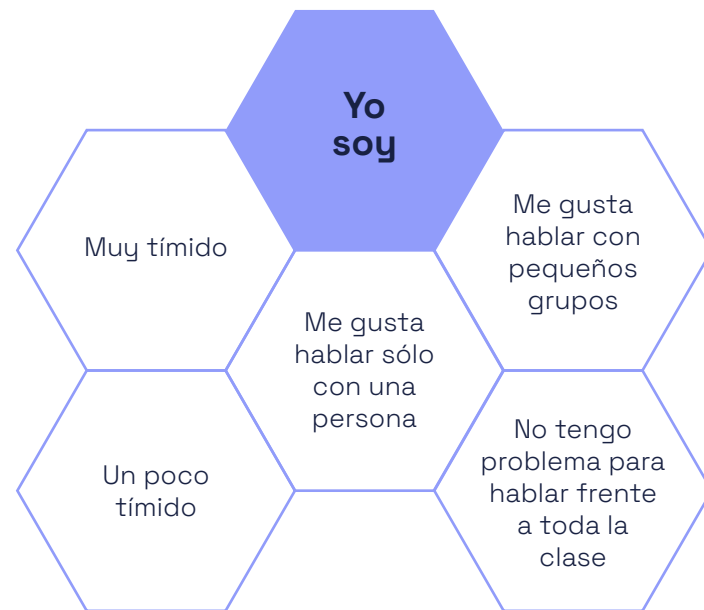 Yo
soy
Muy tímido
Me gusta
hablar con
pequeños
grupos
Me gusta
hablar sólo
con una
persona
Un poco
tímido
No tengo
problema para
hablar frente
a toda la
clase